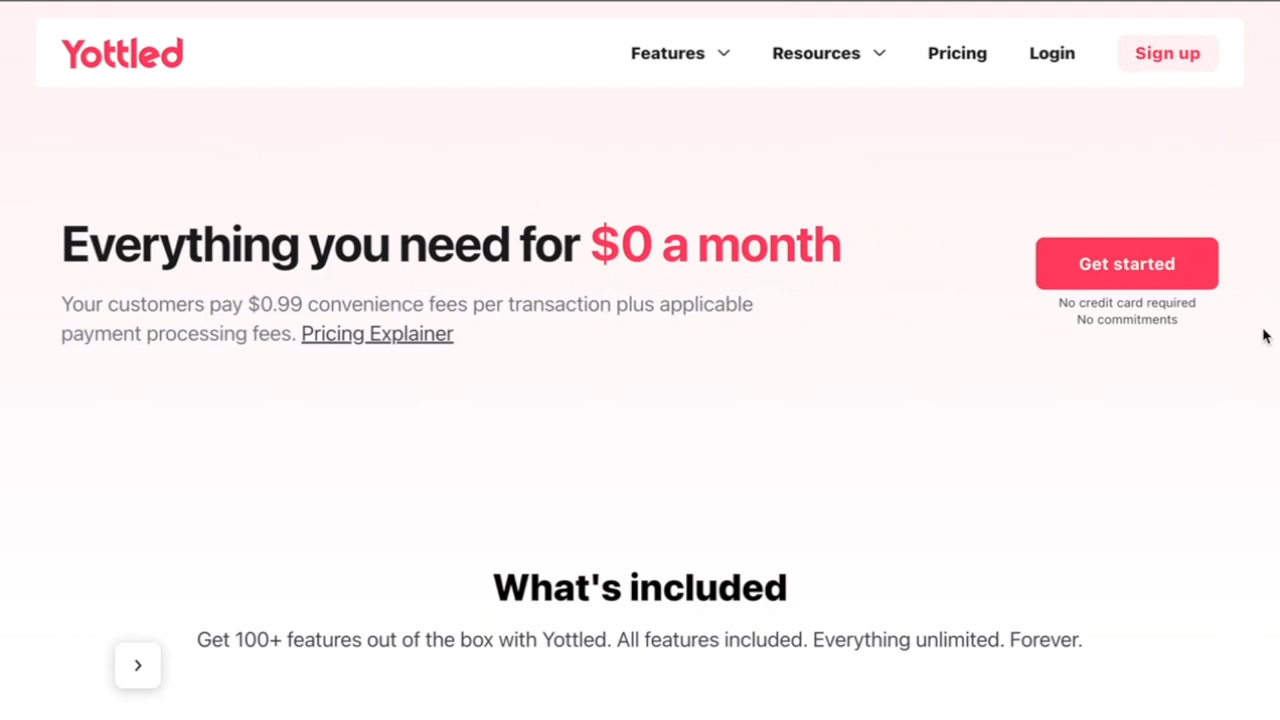 Yottled
Features
Resources
Pricing
Login
Sign up
Everything you need for $0 a month
Your customers pay $0.99 convenience fees per transaction plus applicable
payment processing fees. Pricing Explainer
Get started
No credit card required
No commitments
What's included
Get 100+ features out of the box with Yottled. All features included. Everything unlimited. Forever.